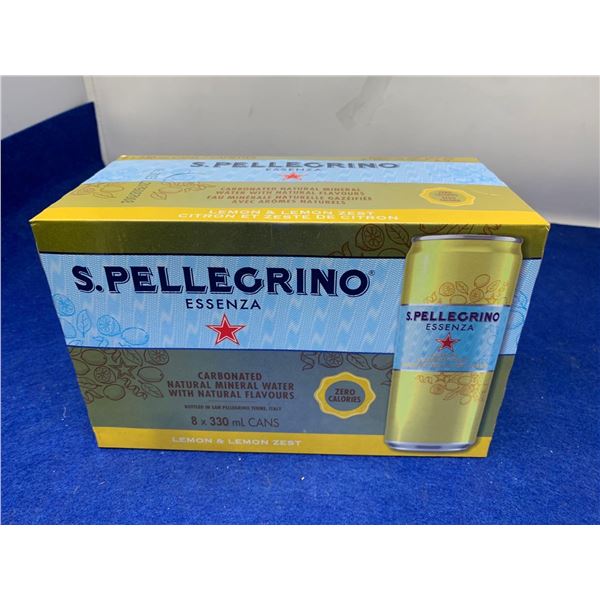 S.PELLEGRINO
ESSENZA
CARBONATED NATURAL MINERAL
WATER WITH NATURAL FLAVOURS
EAU MINÉRALE NATURELLE GAZÉIFIÉE
AVEC ARÔMES NATURELS
LEMON & LEMON ZEST
CITRON ET ZESTE DE CITRON
S.PELLEGRINO®
ESSENZA
CARBONATED
NATURAL MINERAL WATER
WITH NATURAL FLAVOURS
BOTTLED IN SAN PELLEGRINO TERME, ITALY
8 x 330 mL CANS
ZERO
CALORIES
LEMON & LEMON ZEST
S.PELLEGRINO
ESSENZA